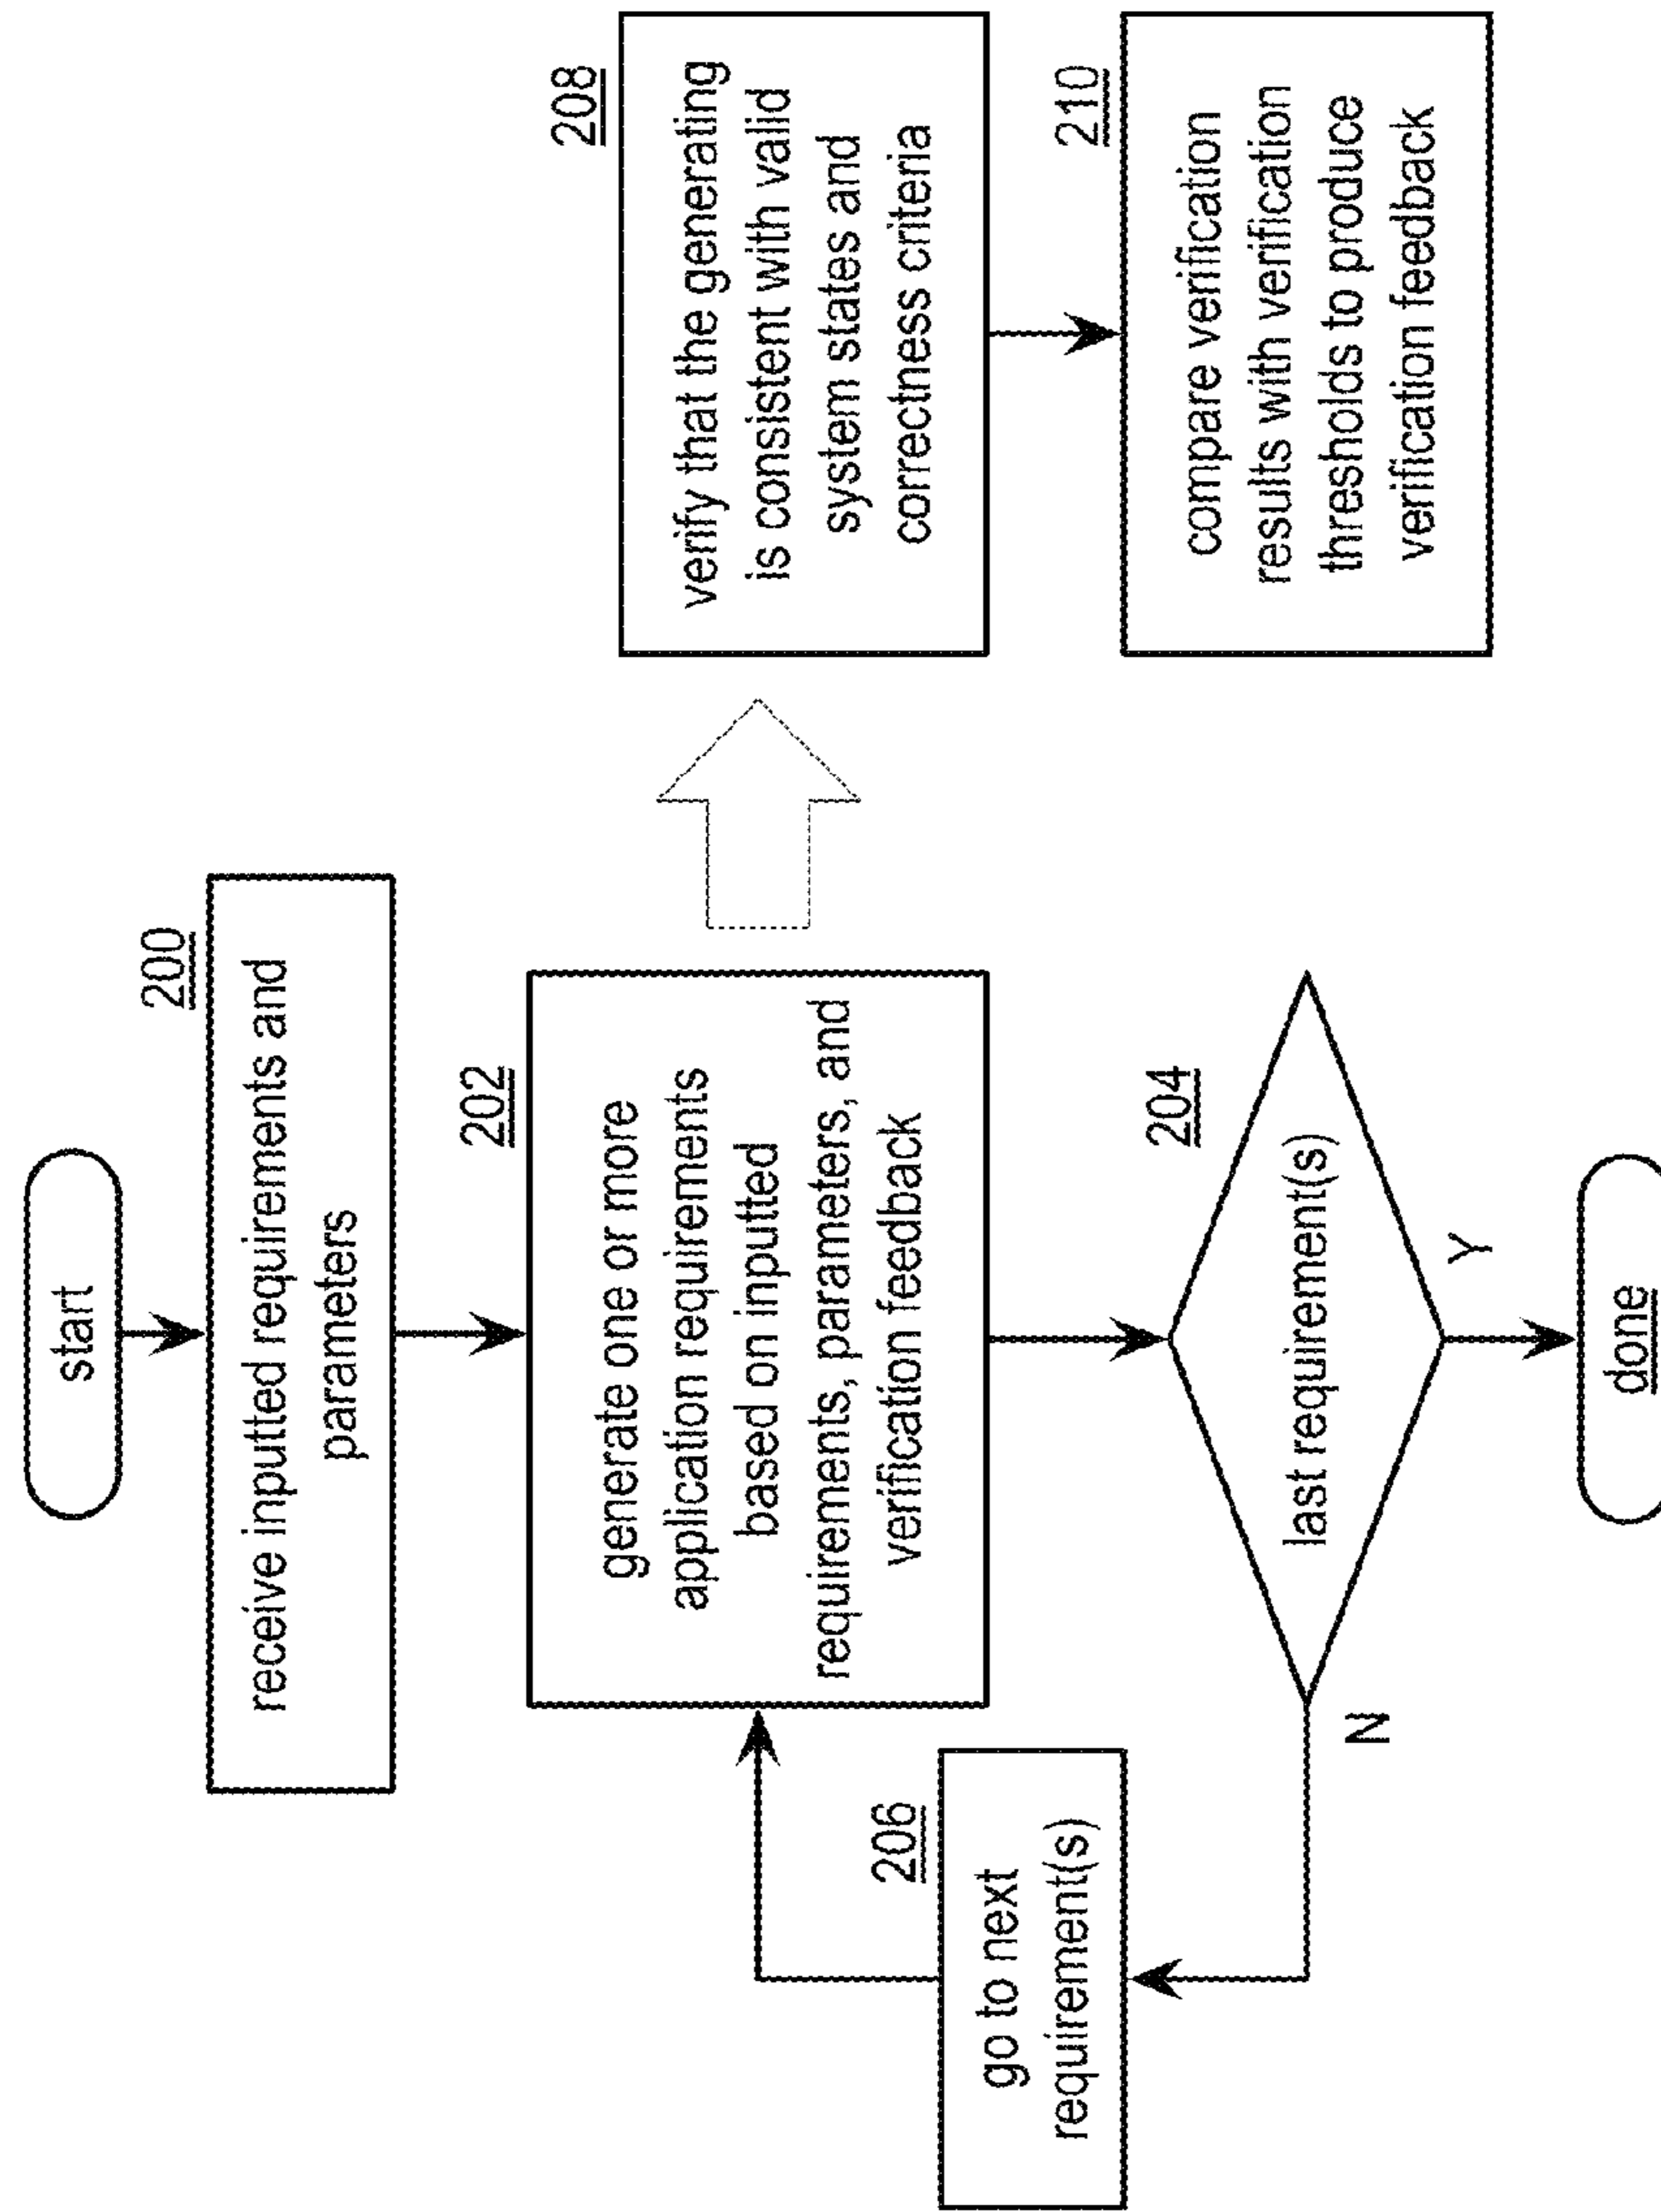 start
200
receive inputted requirements and
parameters
202
generate one or more
application requirements
based on inputted
requirements, parameters, and
verification feedback
204
last requirement(s)
Y
N
done
206
go to next
requirement(s)
208
verify that the generating
is consistent with valid
system states and
correctness criteria
210
compare verification
results with verification
thresholds to produce
verification feedback